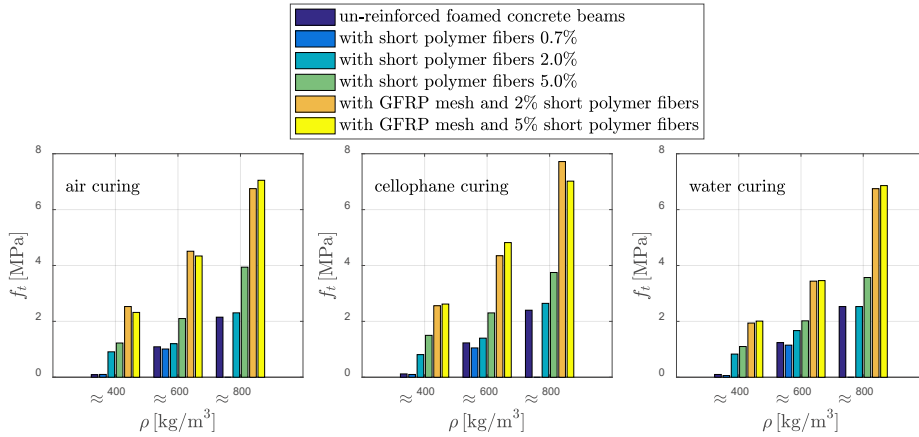 un-reinforced foamed concrete beams
with short polymer fibers 0.7%
with short polymer fibers 2.0%
with short polymer fibers 5.0%
with GFRP mesh and 2% short polymer fibers
with GFRP mesh and 5% short polymer fibers
air curing
8
6
4
2
0
f_t [MPa]
≈ 400 ≈ 600 ≈ 800
ρ [kg/m³]
cellophane curing
8
6
4
2
0
f_t [MPa]
≈ 400 ≈ 600 ≈ 800
ρ [kg/m³]
water curing
8
6
4
2
0
f_t [MPa]
≈ 400 ≈ 600 ≈ 800
ρ [kg/m³]